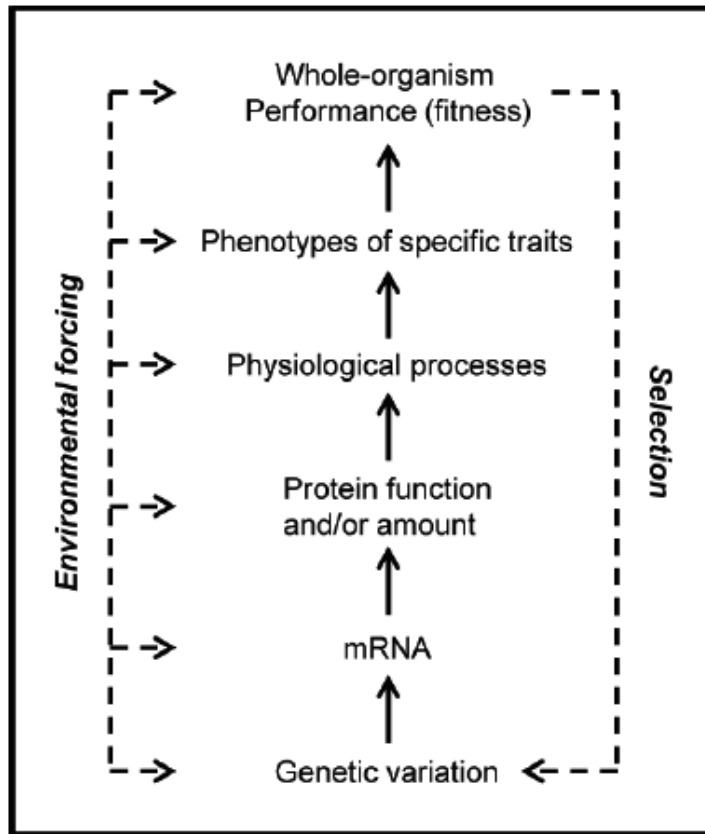 Whole-organism
Performance (fitness)
Phenotypes of specific traits
Physiological processes
Protein function
and/or amount
mRNA
Genetic variation
Environmental forcing
Selection